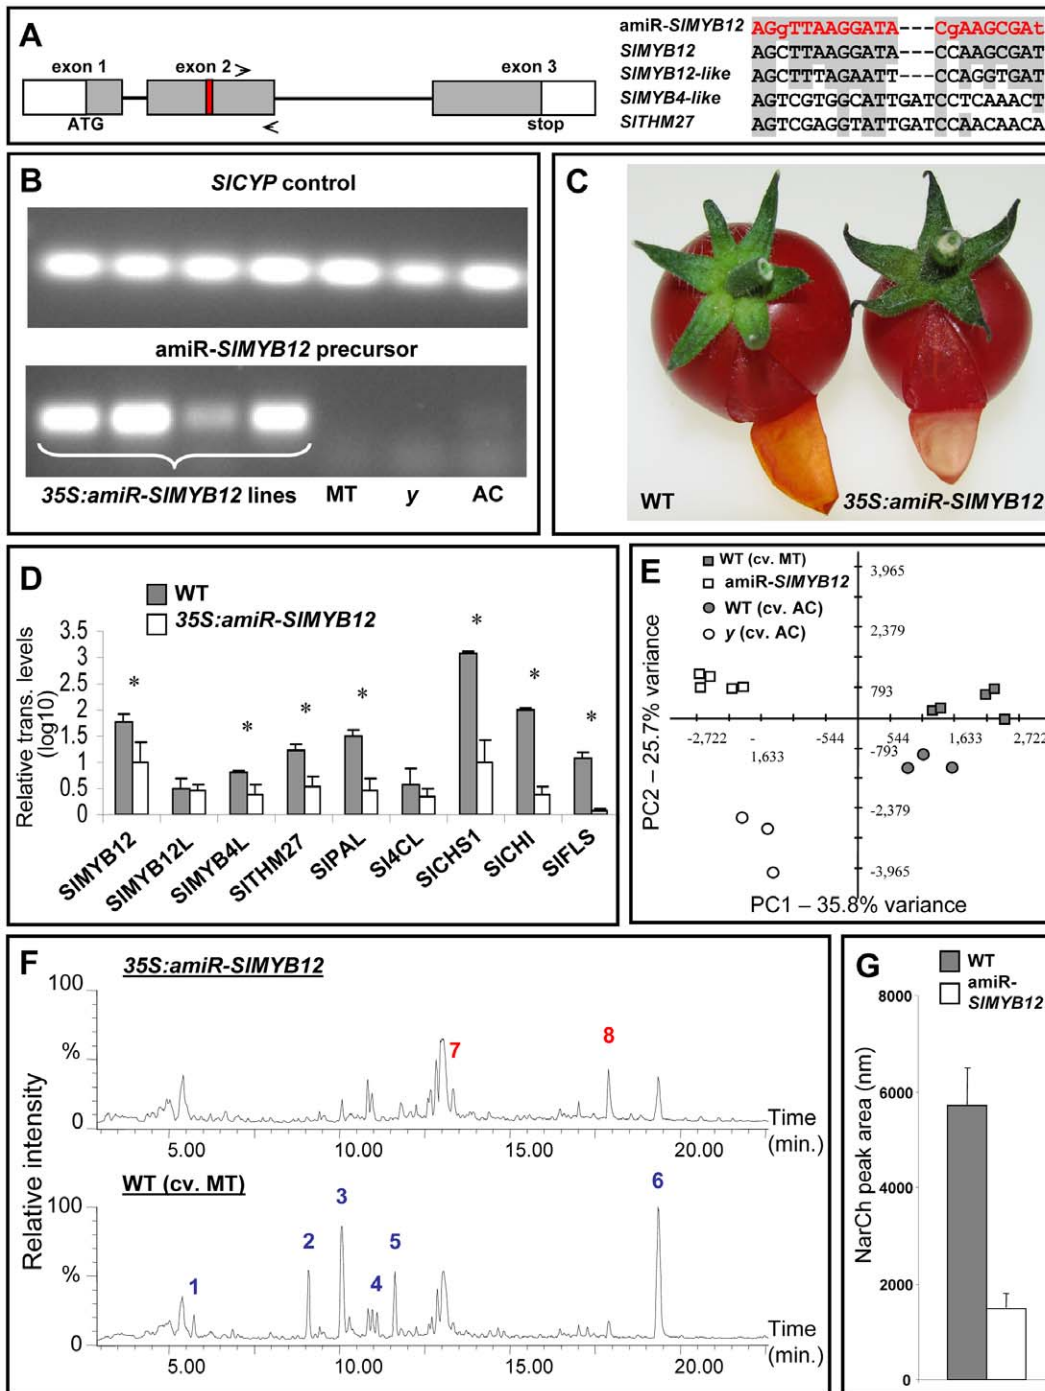 A
exon 1
exon 2
exon 3
ATG
stop
amiR-SlMYB12 AGgTTAAGGATA----CgAAGCGAt
SlMYB12 AGCTTAAGGATA----CCAAGCGAT
SlMYB12-like AGCTTTAGAATT----CCAGGTGAT
SlMYB4-like AGTCGTGGCATTGATCCTCAAACT
SlTHM27 AGTCGAGGTATTGATCCAACAACA
B
SlCYP control
amiR-SlMYB12 precursor
35S:amiR-SlMYB12 lines MT y AC
C
WT 35S:amiR-SlMYB12
D
WT
35S:amiR-SlMYB12
Relative trans. levels
(log10)
3.5
3
2.5
2
1.5
1
0.5
0
* * * * * * *
SlMYB12
SlMYB12L
SlMYB4L
SlTHM27
SlPAL
Sl4CL
SlCHS1
SlCHI
SlFLS
E
WT (cv. MT)
amiR-SlMYB12
WT (cv. AC)
y (cv. AC)
PC2 – 25.7% variance
3,965
2,379
793
-2,722 -1,633 -544 544 1,633 2,722
-793
-2,379
-3,965
PC1 – 35.8% variance
F
35S:amiR-SlMYB12
Relative intensity
100
%
0
7
8
Time
(min.)
5.00 10.00 15.00 20.00
WT (cv. MT)
100
%
0
1
2
3
4
5
6
Time
(min.)
5.00 10.00 15.00 20.00
G
WT
amiR-
SlMYB12
NarCh peak area (nm)
8000
6000
4000
2000
0